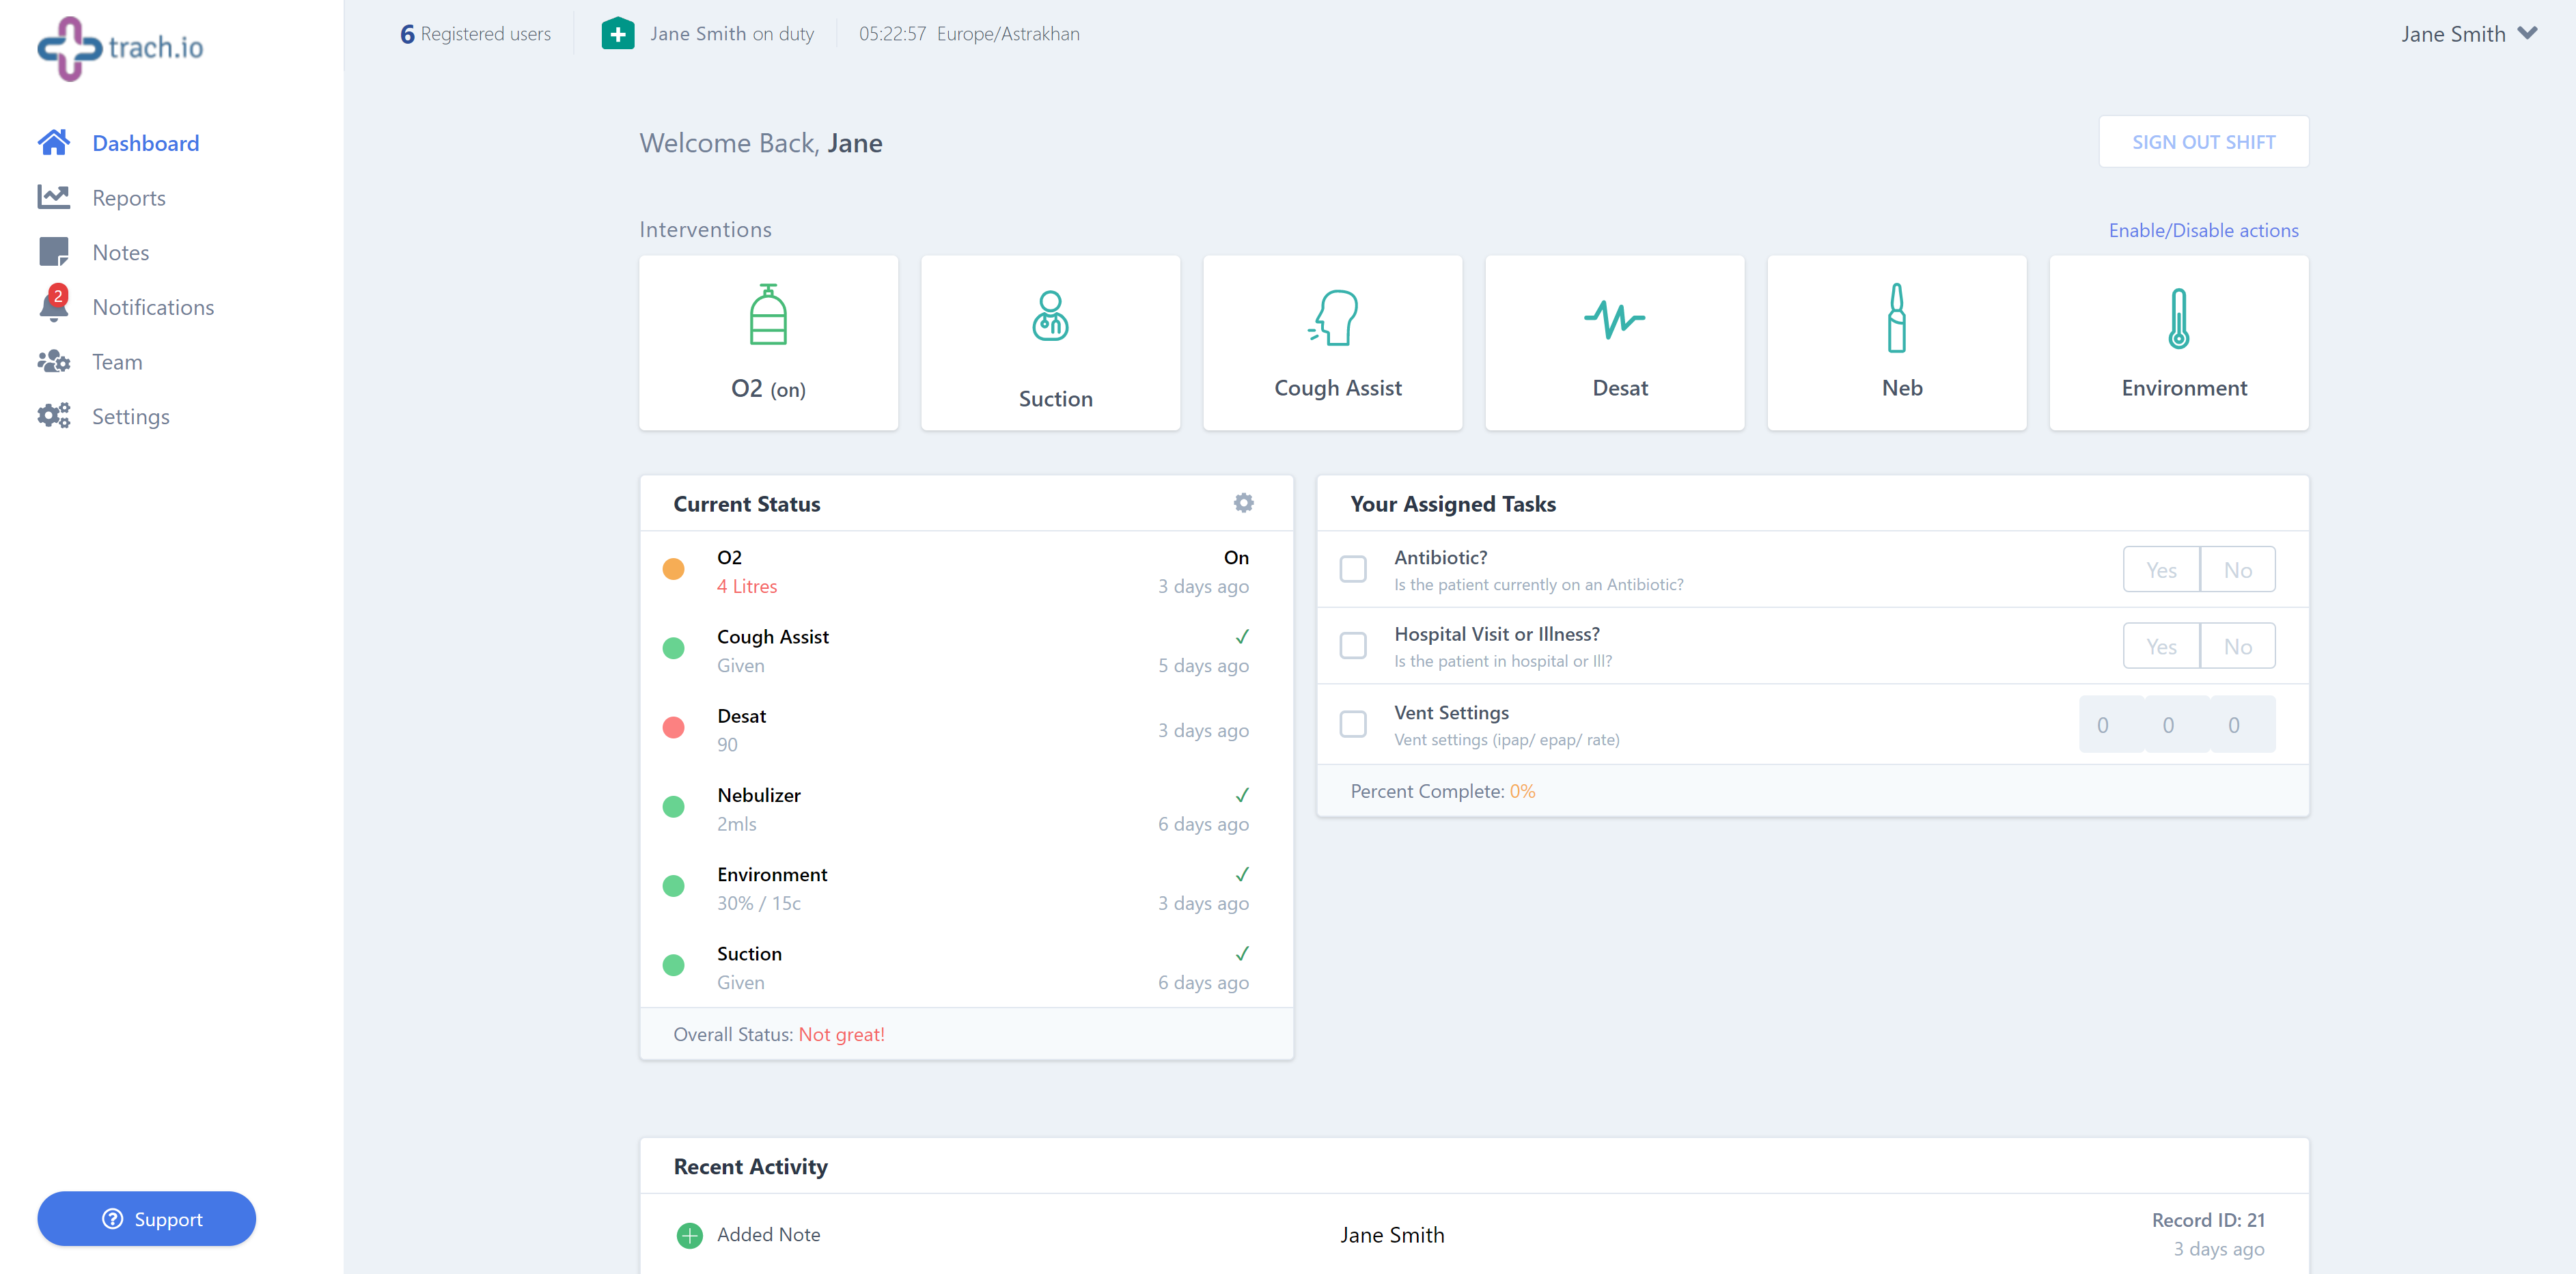 trach.io
6 Registered users
Jane Smith on duty
05:22:57 Europe/Astrakhan
Jane Smith
Dashboard
Reports
Notes
2
Notifications
Team
Settings
Support
Welcome Back, Jane
SIGN OUT SHIFT
Interventions
Enable/Disable actions
O2 (on)
Suction
Cough Assist
Desat
Neb
Environment
Current Status
O2
On
4 Litres
3 days ago
Cough Assist
✓
Given
5 days ago
Desat
90
3 days ago
Nebulizer
✓
2mls
6 days ago
Environment
✓
30% / 15c
3 days ago
Suction
✓
Given
6 days ago
Overall Status: Not great!
Your Assigned Tasks
Antibiotic?
Is the patient currently on an Antibiotic?
Yes No
Hospital Visit or Illness?
Is the patient in hospital or Ill?
Yes No
Vent Settings
Vent settings (ipap/ epap/ rate)
0 0 0
Percent Complete: 0%
Recent Activity
Added Note
Jane Smith
Record ID: 21
3 days ago